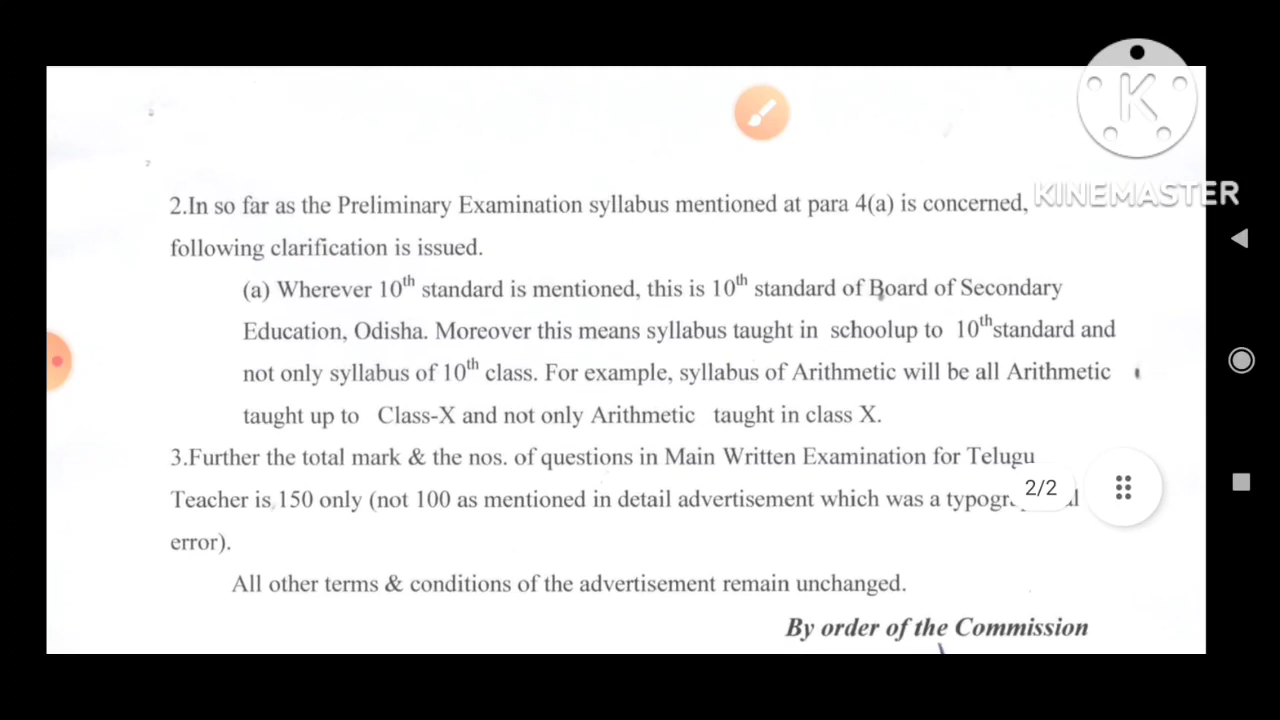 KINEMASTER
2.In so far as the Preliminary Examination syllabus mentioned at para 4(a) is concerned,
following clarification is issued.
(a) Wherever 10th standard is mentioned, this is 10th standard of Board of Secondary
Education, Odisha. Moreover this means syllabus taught in schoolup to 10thstandard and
not only syllabus of 10th class. For example, syllabus of Arithmetic will be all Arithmetic
taught up to Class-X and not only Arithmetic taught in class X.
3.Further the total mark & the nos. of questions in Main Written Examination for Telugu
Teacher is 150 only (not 100 as mentioned in detail advertisement which was a
2/2
error).
All other terms & conditions of the advertisement remain unchanged.
By order of the Commission